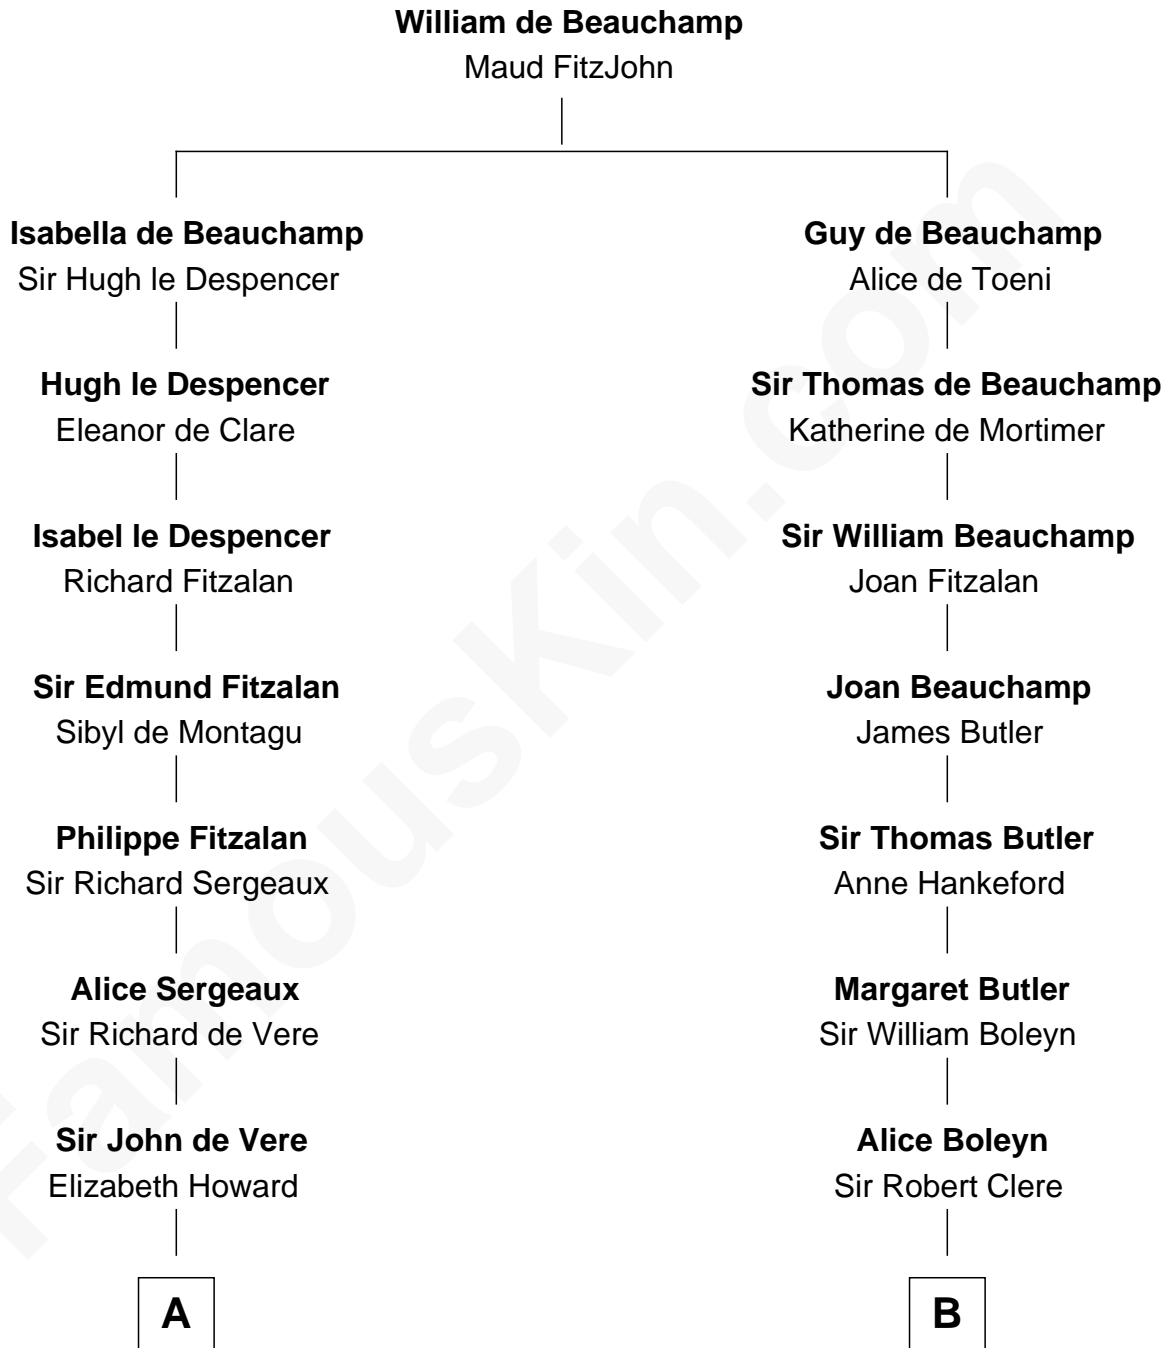 William de Beauchamp
Maud FitzJohn
Isabella de Beauchamp
Sir Hugh le Despencer
Guy de Beauchamp
Alice de Toeni
Hugh le Despencer
Eleanor de Clare
Sir Thomas de Beauchamp
Katherine de Mortimer
Isabel le Despencer
Richard Fitzalan
Sir William Beauchamp
Joan Fitzalan
Sir Edmund Fitzalan
Sibyl de Montagu
Joan Beauchamp
James Butler
Philippe Fitzalan
Sir Richard Sergeaux
Sir Thomas Butler
Anne Hankeford
Alice Sergeaux
Sir Richard de Vere
Margaret Butler
Sir William Boleyn
Sir John de Vere
Elizabeth Howard
Alice Boleyn
Sir Robert Clere
A
B
FamousKin.com